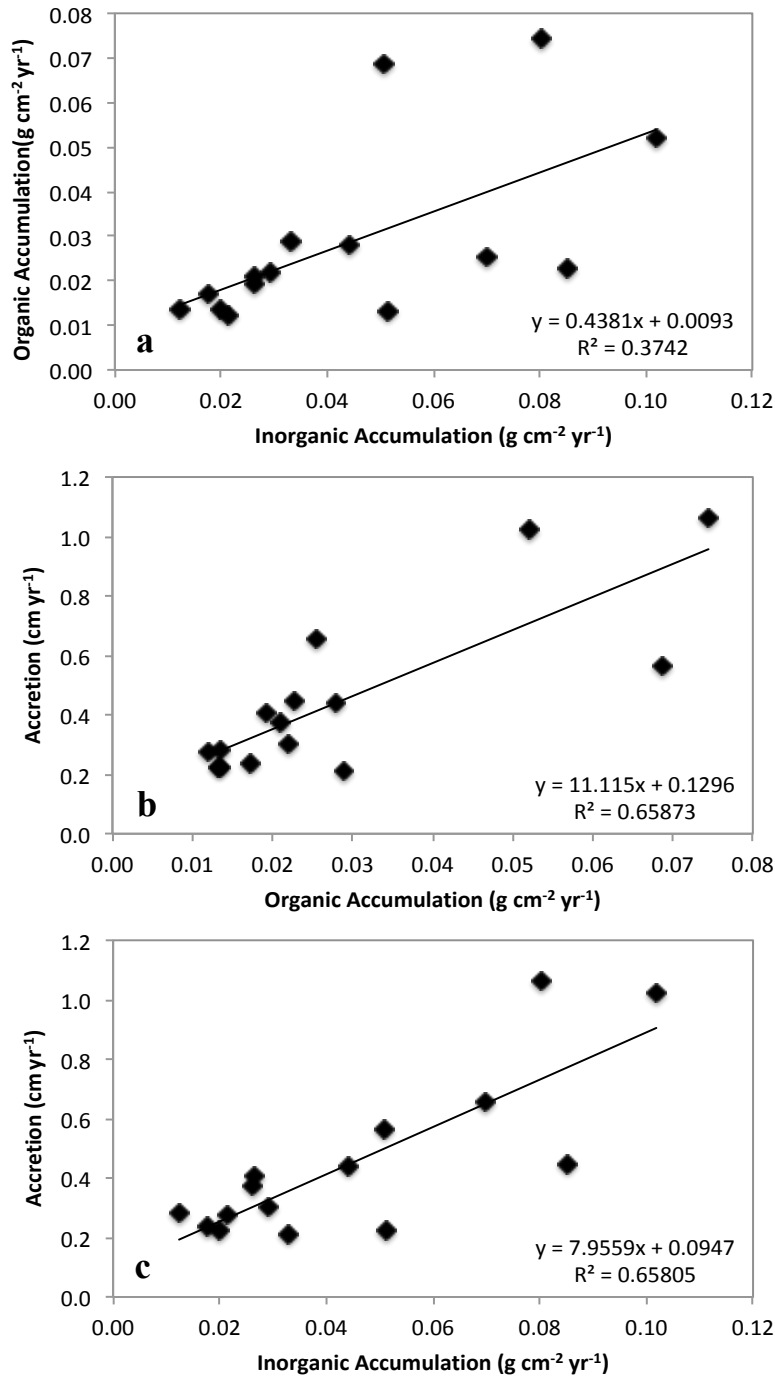 0.08
0.07
0.06
0.05
0.04
0.03
0.02
0.01
0.00
Organic Accumulation(g cm⁻² yr⁻¹)
a
y = 0.4381x + 0.0093
R² = 0.3742
0.00 0.02 0.04 0.06 0.08 0.10 0.12
Inorganic Accumulation (g cm⁻² yr⁻¹)
1.2
1.0
0.8
0.6
0.4
0.2
0.0
Accretion (cm yr⁻¹)
b
y = 11.115x + 0.1296
R² = 0.65873
0.00 0.01 0.02 0.03 0.04 0.05 0.06 0.07 0.08
Organic Accumulation (g cm⁻² yr⁻¹)
1.2
1.0
0.8
0.6
0.4
0.2
0.0
Accretion (cm yr⁻¹)
c
y = 7.9559x + 0.0947
R² = 0.65805
0.00 0.02 0.04 0.06 0.08 0.10 0.12
Inorganic Accumulation (g cm⁻² yr⁻¹)